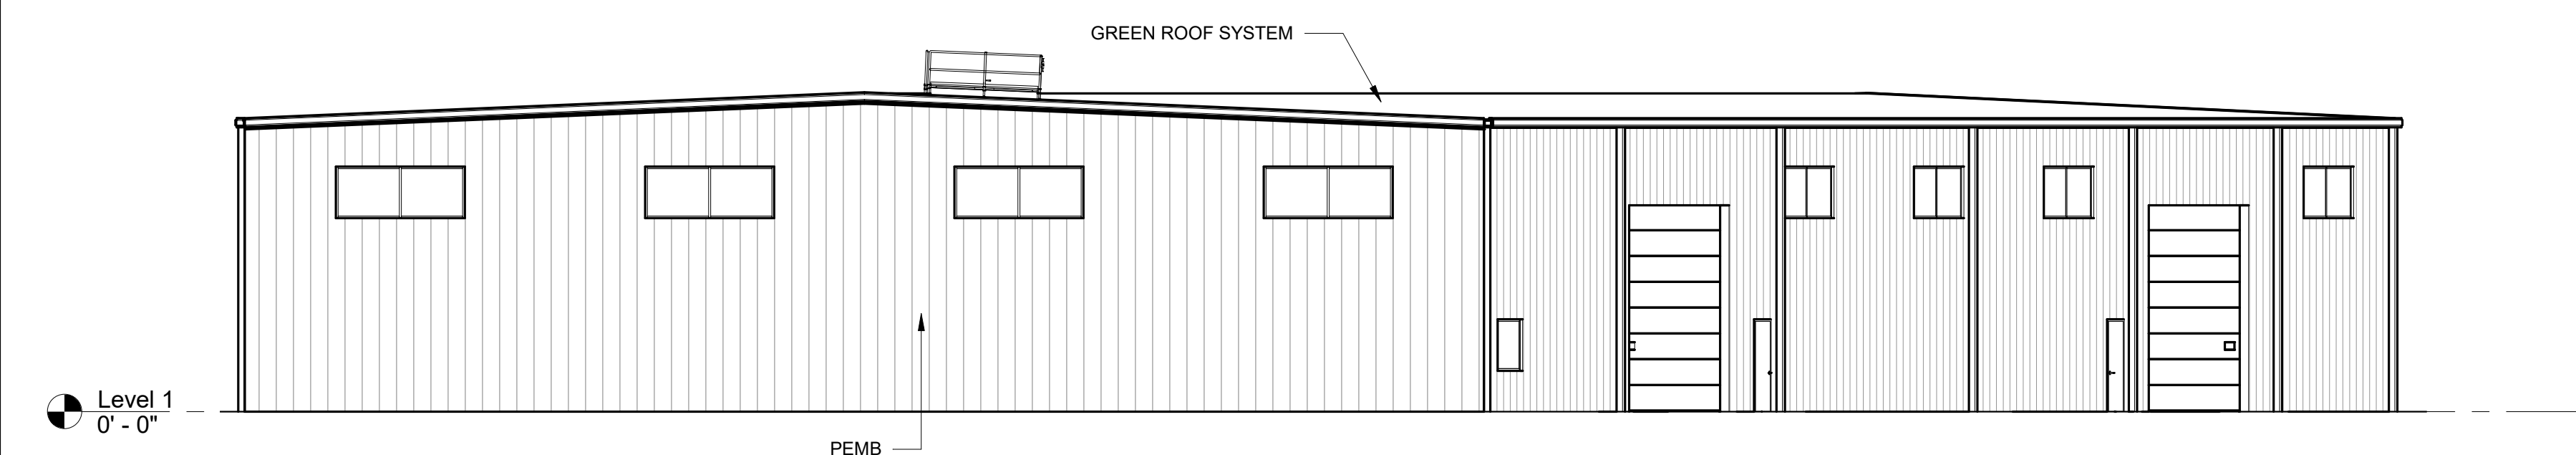 GREEN ROOF SYSTEM
Level 1
0' - 0"
PEMB